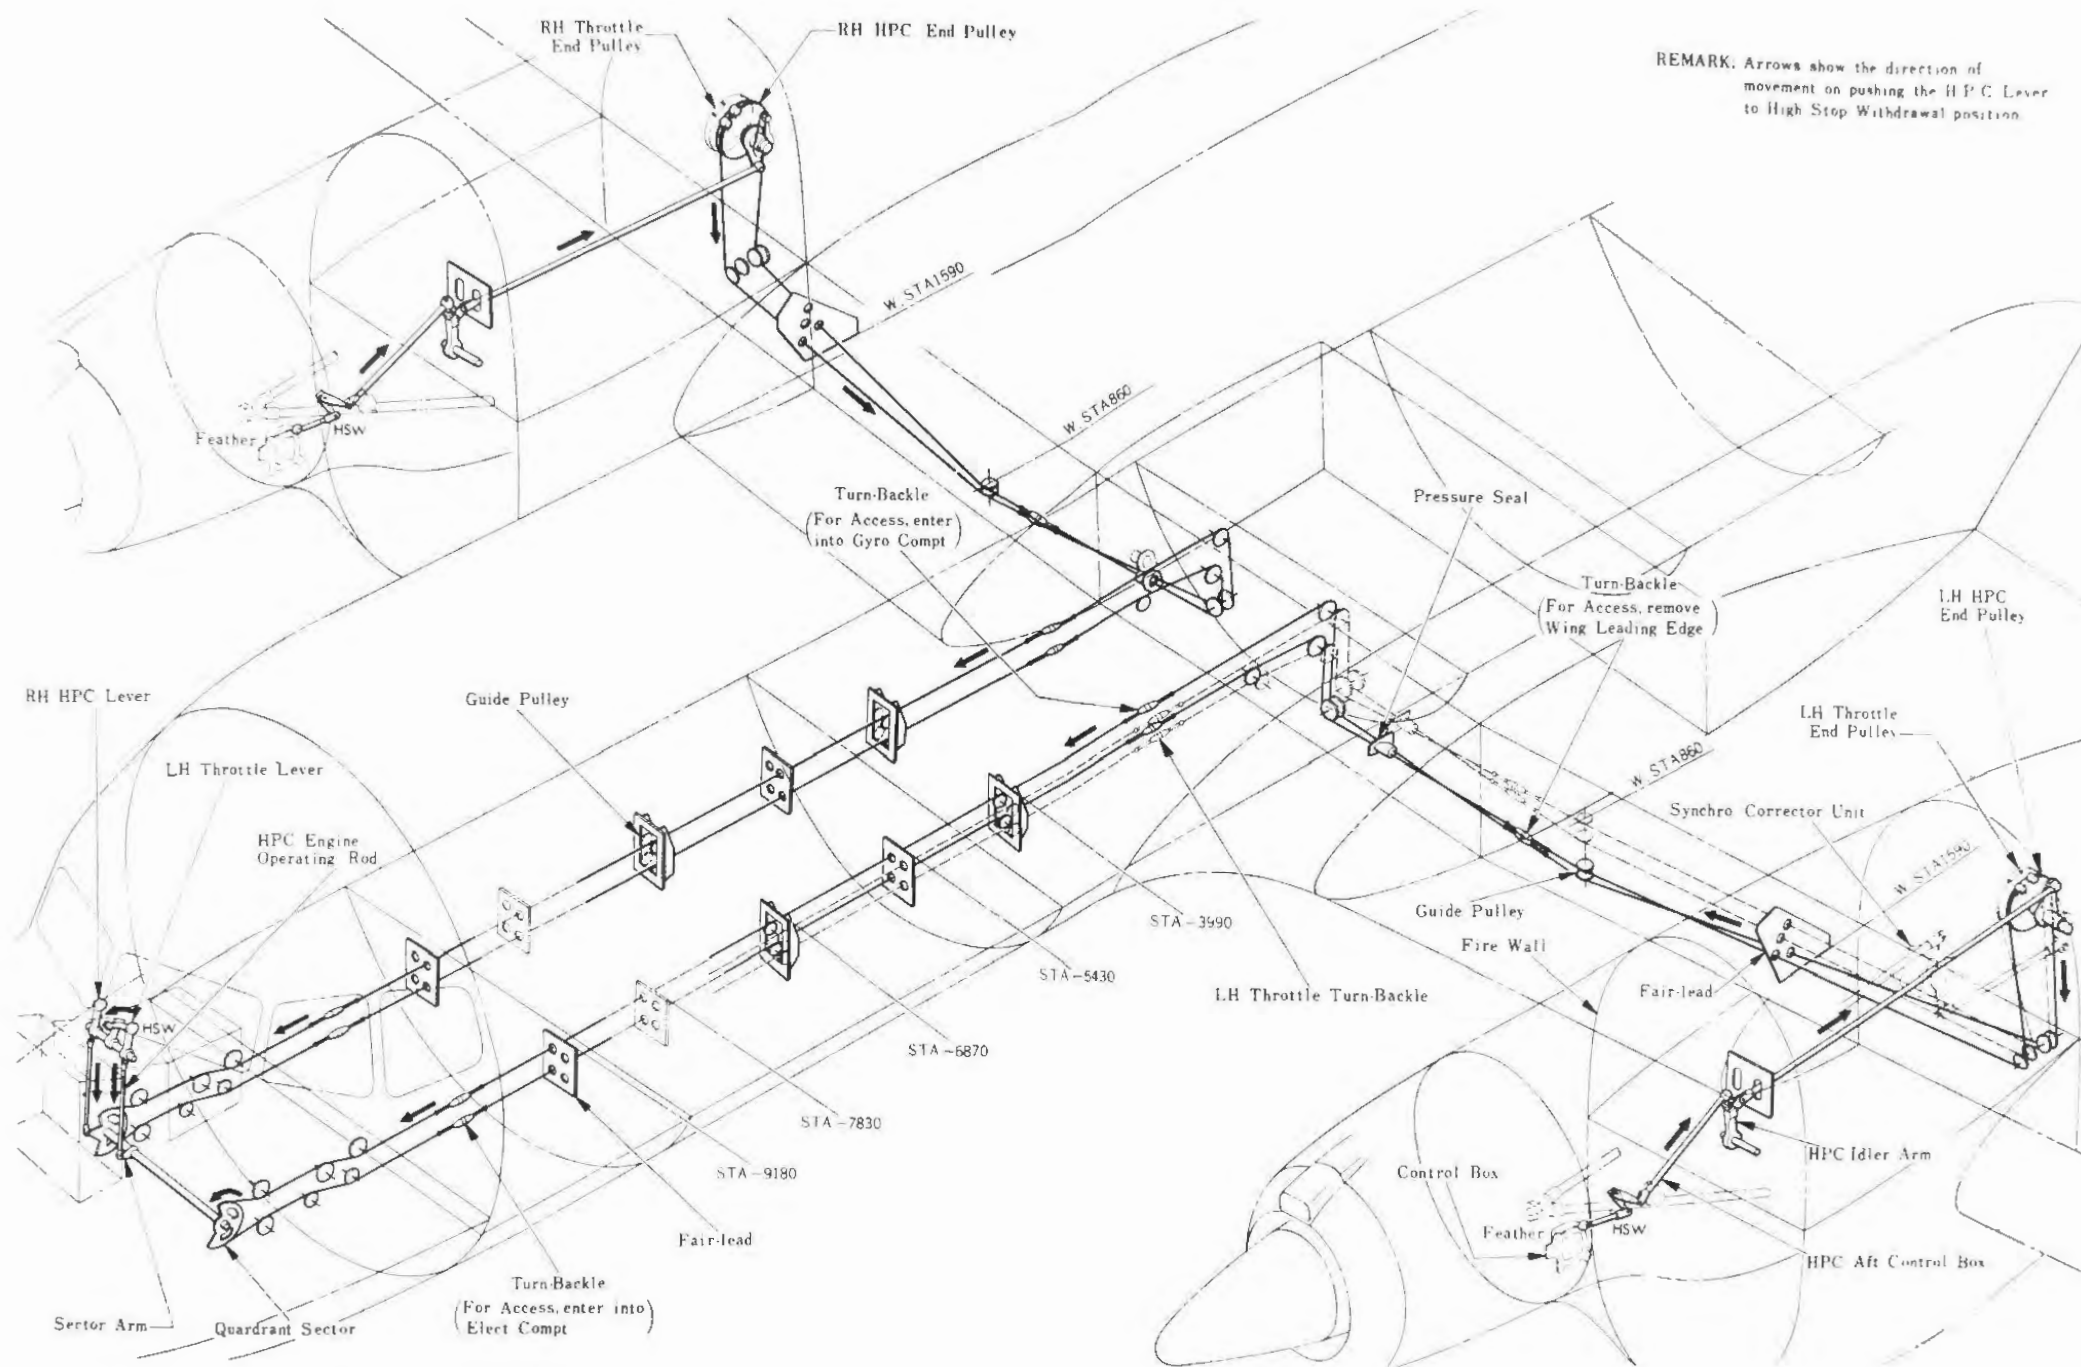 RH Throttle
End Pulley
RH HPC End Pulley
REMARK. Arrows show the direction of
movement on pushing the H P C Lever
to High Stop Withdrawal position
W. STA1590
W. STA860
Feather
HSW
Turn-Backle
(For Access, enter
into Gyro Compt)
Pressure Seal
Turn-Backle
(For Access, remove
Wing Leading Edge)
LH HPC
End Pulley
RH HPC Lever
Guide Pulley
LH Throttle
End Pulley
LH Throttle Lever
W. STA860
Synchro Corrector Unit
HPC Engine
Operating Rod
W. STA1590
STA-3990
Guide Pulley
Fire Wall
STA-5430
LH Throttle Turn-Backle
Fair-lead
HSW
STA-6870
STA-7830
HPC Idler Arm
STA-9180
Control Box
Feather
HSW
Fair-lead
HPC Aft Control Box
Turn-Backle
(For Access, enter into)
Elect Compt
Sector Arm
Quardrant Sector